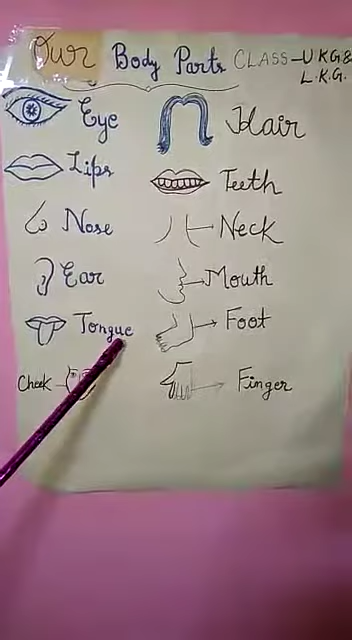 Our Body Parts CLASS-UKG&
L.K.G.
Eye Hair
Lips Teeth
Nose Neck
Ear Mouth
Tongue Foot
Cheek Finger